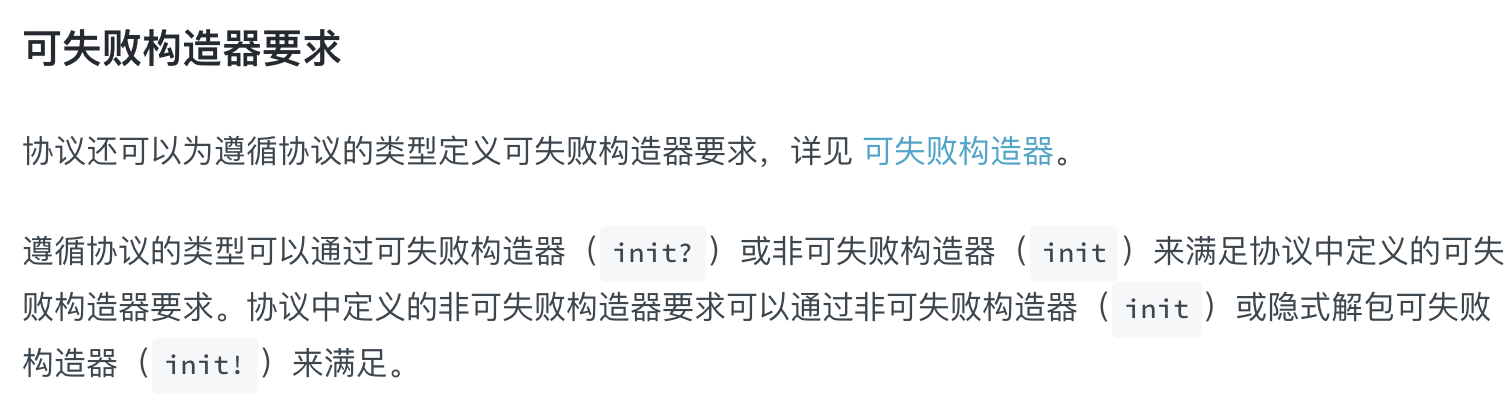 可失败构造器要求
协议还可以为遵循协议的类型定义可失败构造器要求，详见 可失败构造器。
遵循协议的类型可以通过可失败构造器（ init? ）或非可失败构造器（ init ）来满足协议中定义的可失
败构造器要求。协议中定义的非可失败构造器要求可以通过非可失败构造器（ init ）或隐式解包可失败
构造器（ init! ）来满足。